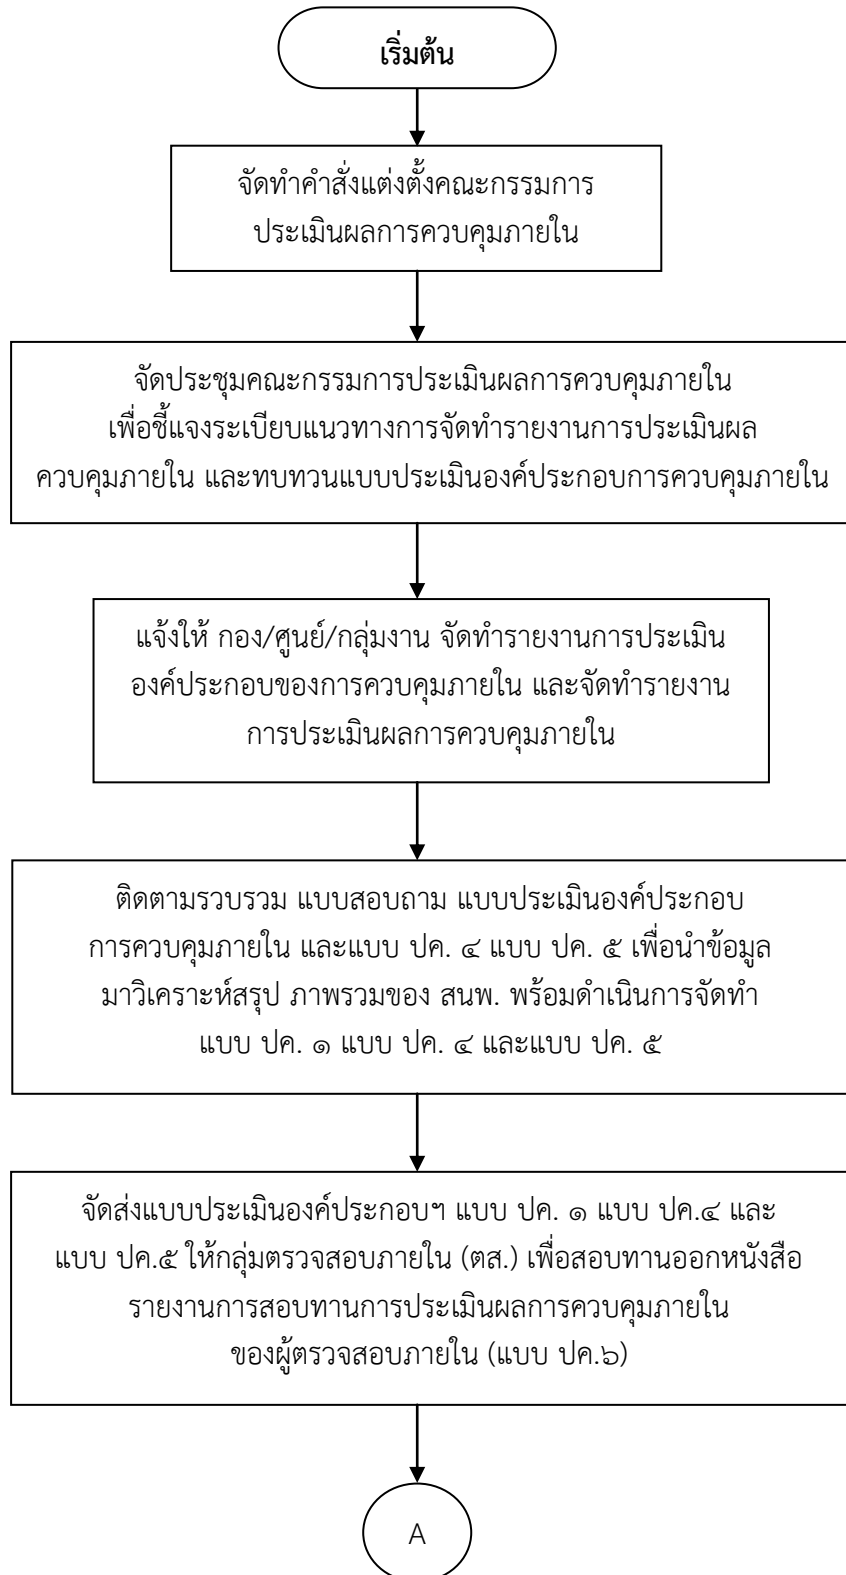 เริ่มต้น
จัดทำคำสั่งแต่งตั้งคณะกรรมการ
ประเมินผลการควบคุมภายใน
จัดประชุมคณะกรรมการประเมินผลการควบคุมภายใน
เพื่อชี้แจงระเบียบแนวทางการจัดทำรายงานการประเมินผล
ควบคุมภายใน และทบทวนแบบประเมินองค์ประกอบการควบคุมภายใน
แจ้งให้ กอง/ศูนย์/กลุ่มงาน จัดทำรายงานการประเมิน
องค์ประกอบของการควบคุมภายใน และจัดทำรายงาน
การประเมินผลการควบคุมภายใน
ติดตามรวบรวม แบบสอบถาม แบบประเมินองค์ประกอบ
การควบคุมภายใน และแบบ ปค. ๔ แบบ ปค. ๕ เพื่อนำข้อมูล
มาวิเคราะห์สรุป ภาพรวมของ สนพ. พร้อมดำเนินการจัดทำ
แบบ ปค. ๑ แบบ ปค. ๔ และแบบ ปค. ๕
จัดส่งแบบประเมินองค์ประกอบฯ แบบ ปค. ๑ แบบ ปค.๔ และ
แบบ ปค.๕ ให้กลุ่มตรวจสอบภายใน (ตส.) เพื่อสอบทานออกหนังสือ
รายงานการสอบทานการประเมินผลการควบคุมภายใน
ของผู้ตรวจสอบภายใน (แบบ ปค.๖)
A